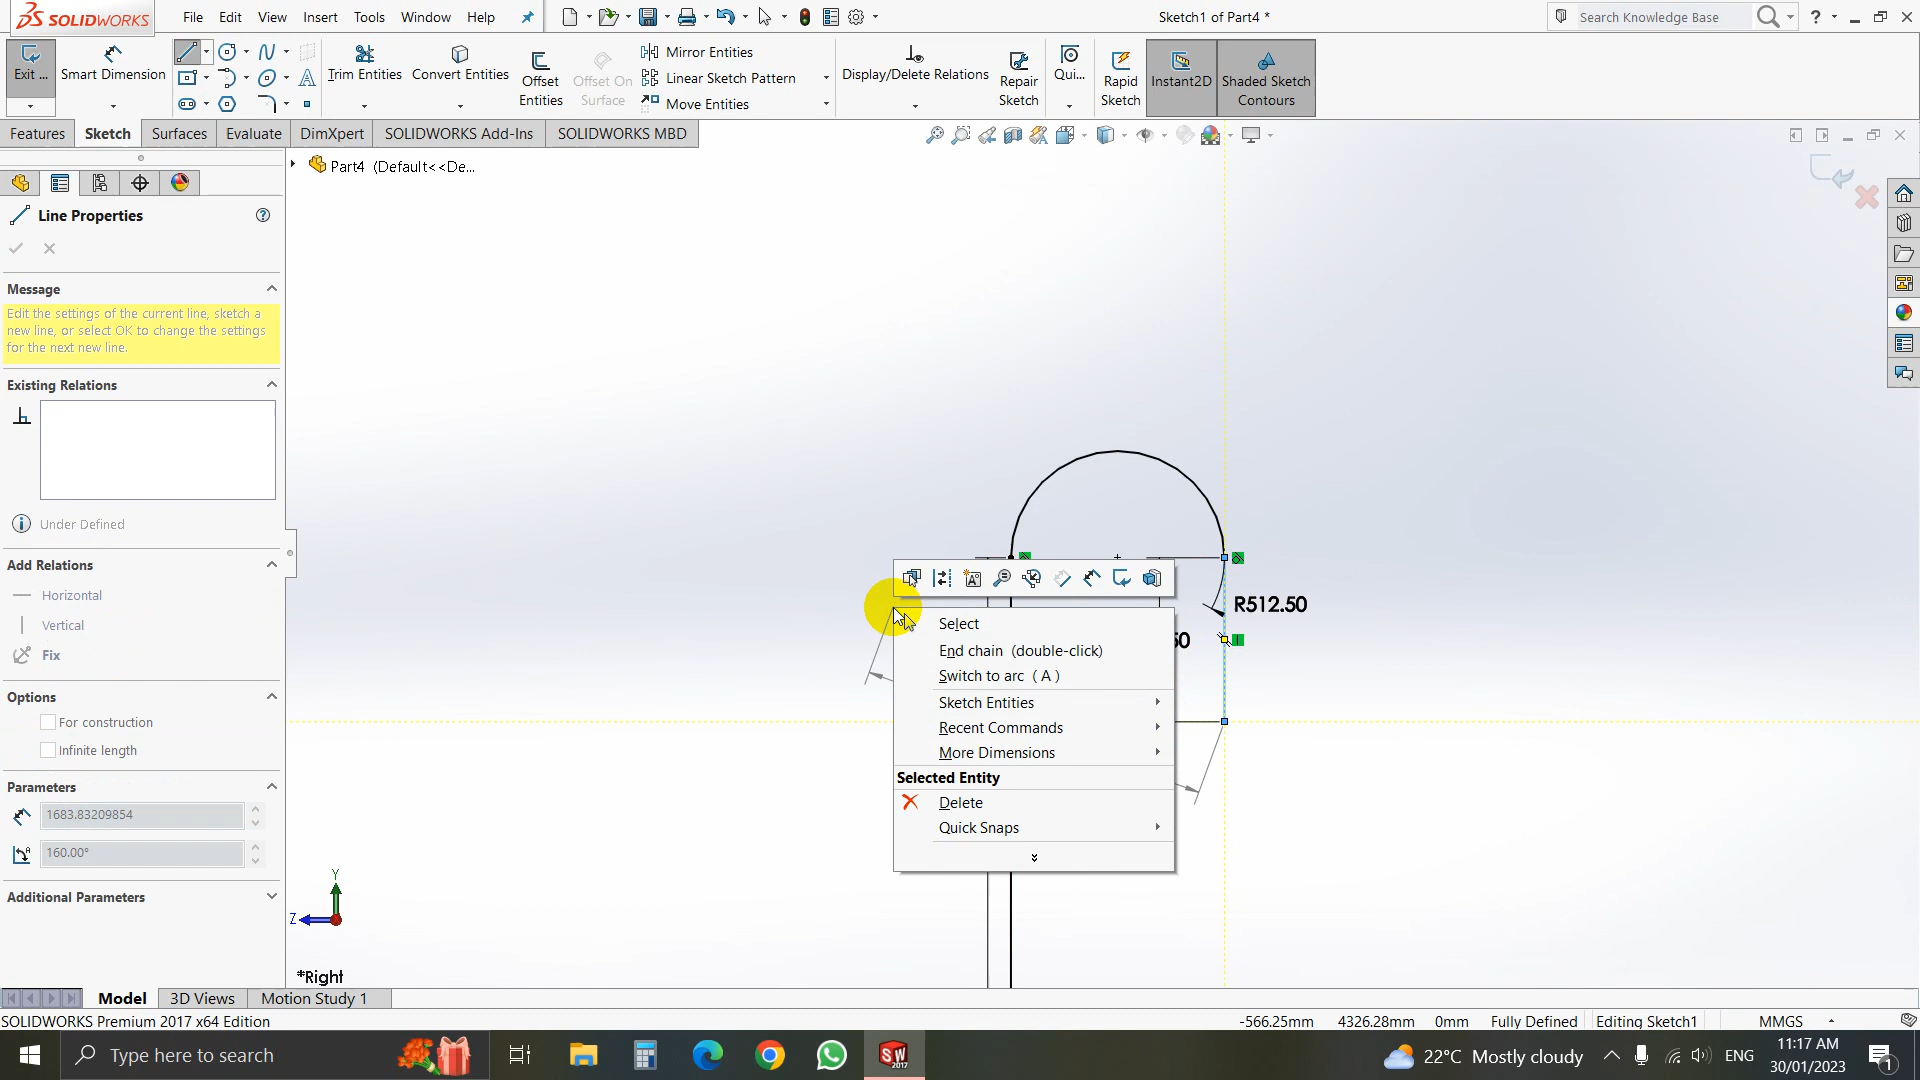 SOLIDWORKS
File
Edit
View
Insert
Tools
Window
Help
Sketch1 of Part4 *
Search Knowledge Base
Exit ...
Smart Dimension
Trim Entities
Convert Entities
Offset Entities
Offset On Surface
Mirror Entities
Linear Sketch Pattern
Move Entities
Display/Delete Relations
Repair Sketch
Qui...
Rapid Sketch
Instant2D
Shaded Sketch Contours
Features
Sketch
Surfaces
Evaluate
DimXpert
SOLIDWORKS Add-Ins
SOLIDWORKS MBD
Part4 (Default<<De...
Line Properties
Message
Edit the settings of the current line, sketch a
new line, or select OK to change the settings
for the next new line.
Existing Relations
Under Defined
Add Relations
Horizontal
Vertical
Fix
Options
For construction
Infinite length
Parameters
1683.83209854
160.00°
Additional Parameters
R512.50
Select
End chain (double-click)
Switch to arc (A)
Sketch Entities
Recent Commands
More Dimensions
Selected Entity
Delete
Quick Snaps
Y
Z
*Right
Model
3D Views
Motion Study 1
SOLIDWORKS Premium 2017 x64 Edition
-566.25mm
4326.28mm
0mm
Fully Defined
Editing Sketch1
MMGS
Type here to search
SW
2017
22°C Mostly cloudy
ENG
11:17 AM
30/01/2023
1